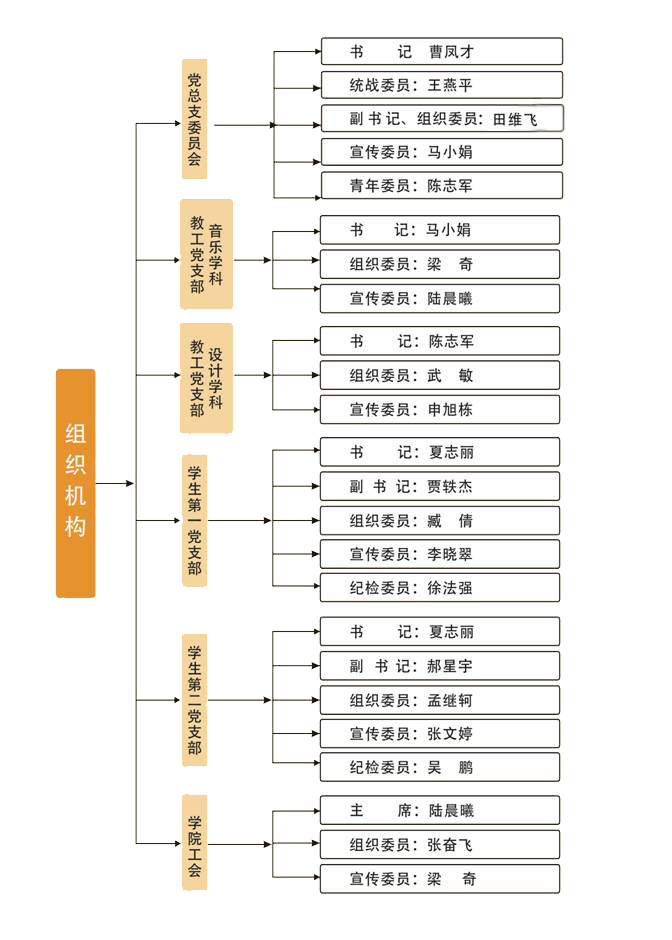 组织机构
党总支委员会
书 记 曹凤才
统战委员：王燕平
副 书 记、组织委员：田维飞
宣传委员：马小娟
青年委员：陈志军
音乐学科
教工党支部
书 记：马小娟
组织委员：梁 奇
宣传委员：陆晨曦
设计学科
教工党支部
书 记：陈志军
组织委员：武 敏
宣传委员：申旭栋
学生第一党支部
书 记：夏志丽
副 书 记：贾轶杰
组织委员：臧 倩
宣传委员：李晓翠
纪检委员：徐法强
学生第二党支部
书 记：夏志丽
副 书 记：郝星宇
组织委员：孟继轲
宣传委员：张文婷
纪检委员：吴 鹏
学院工会
主 席：陆晨曦
组织委员：张奋飞
宣传委员：梁 奇